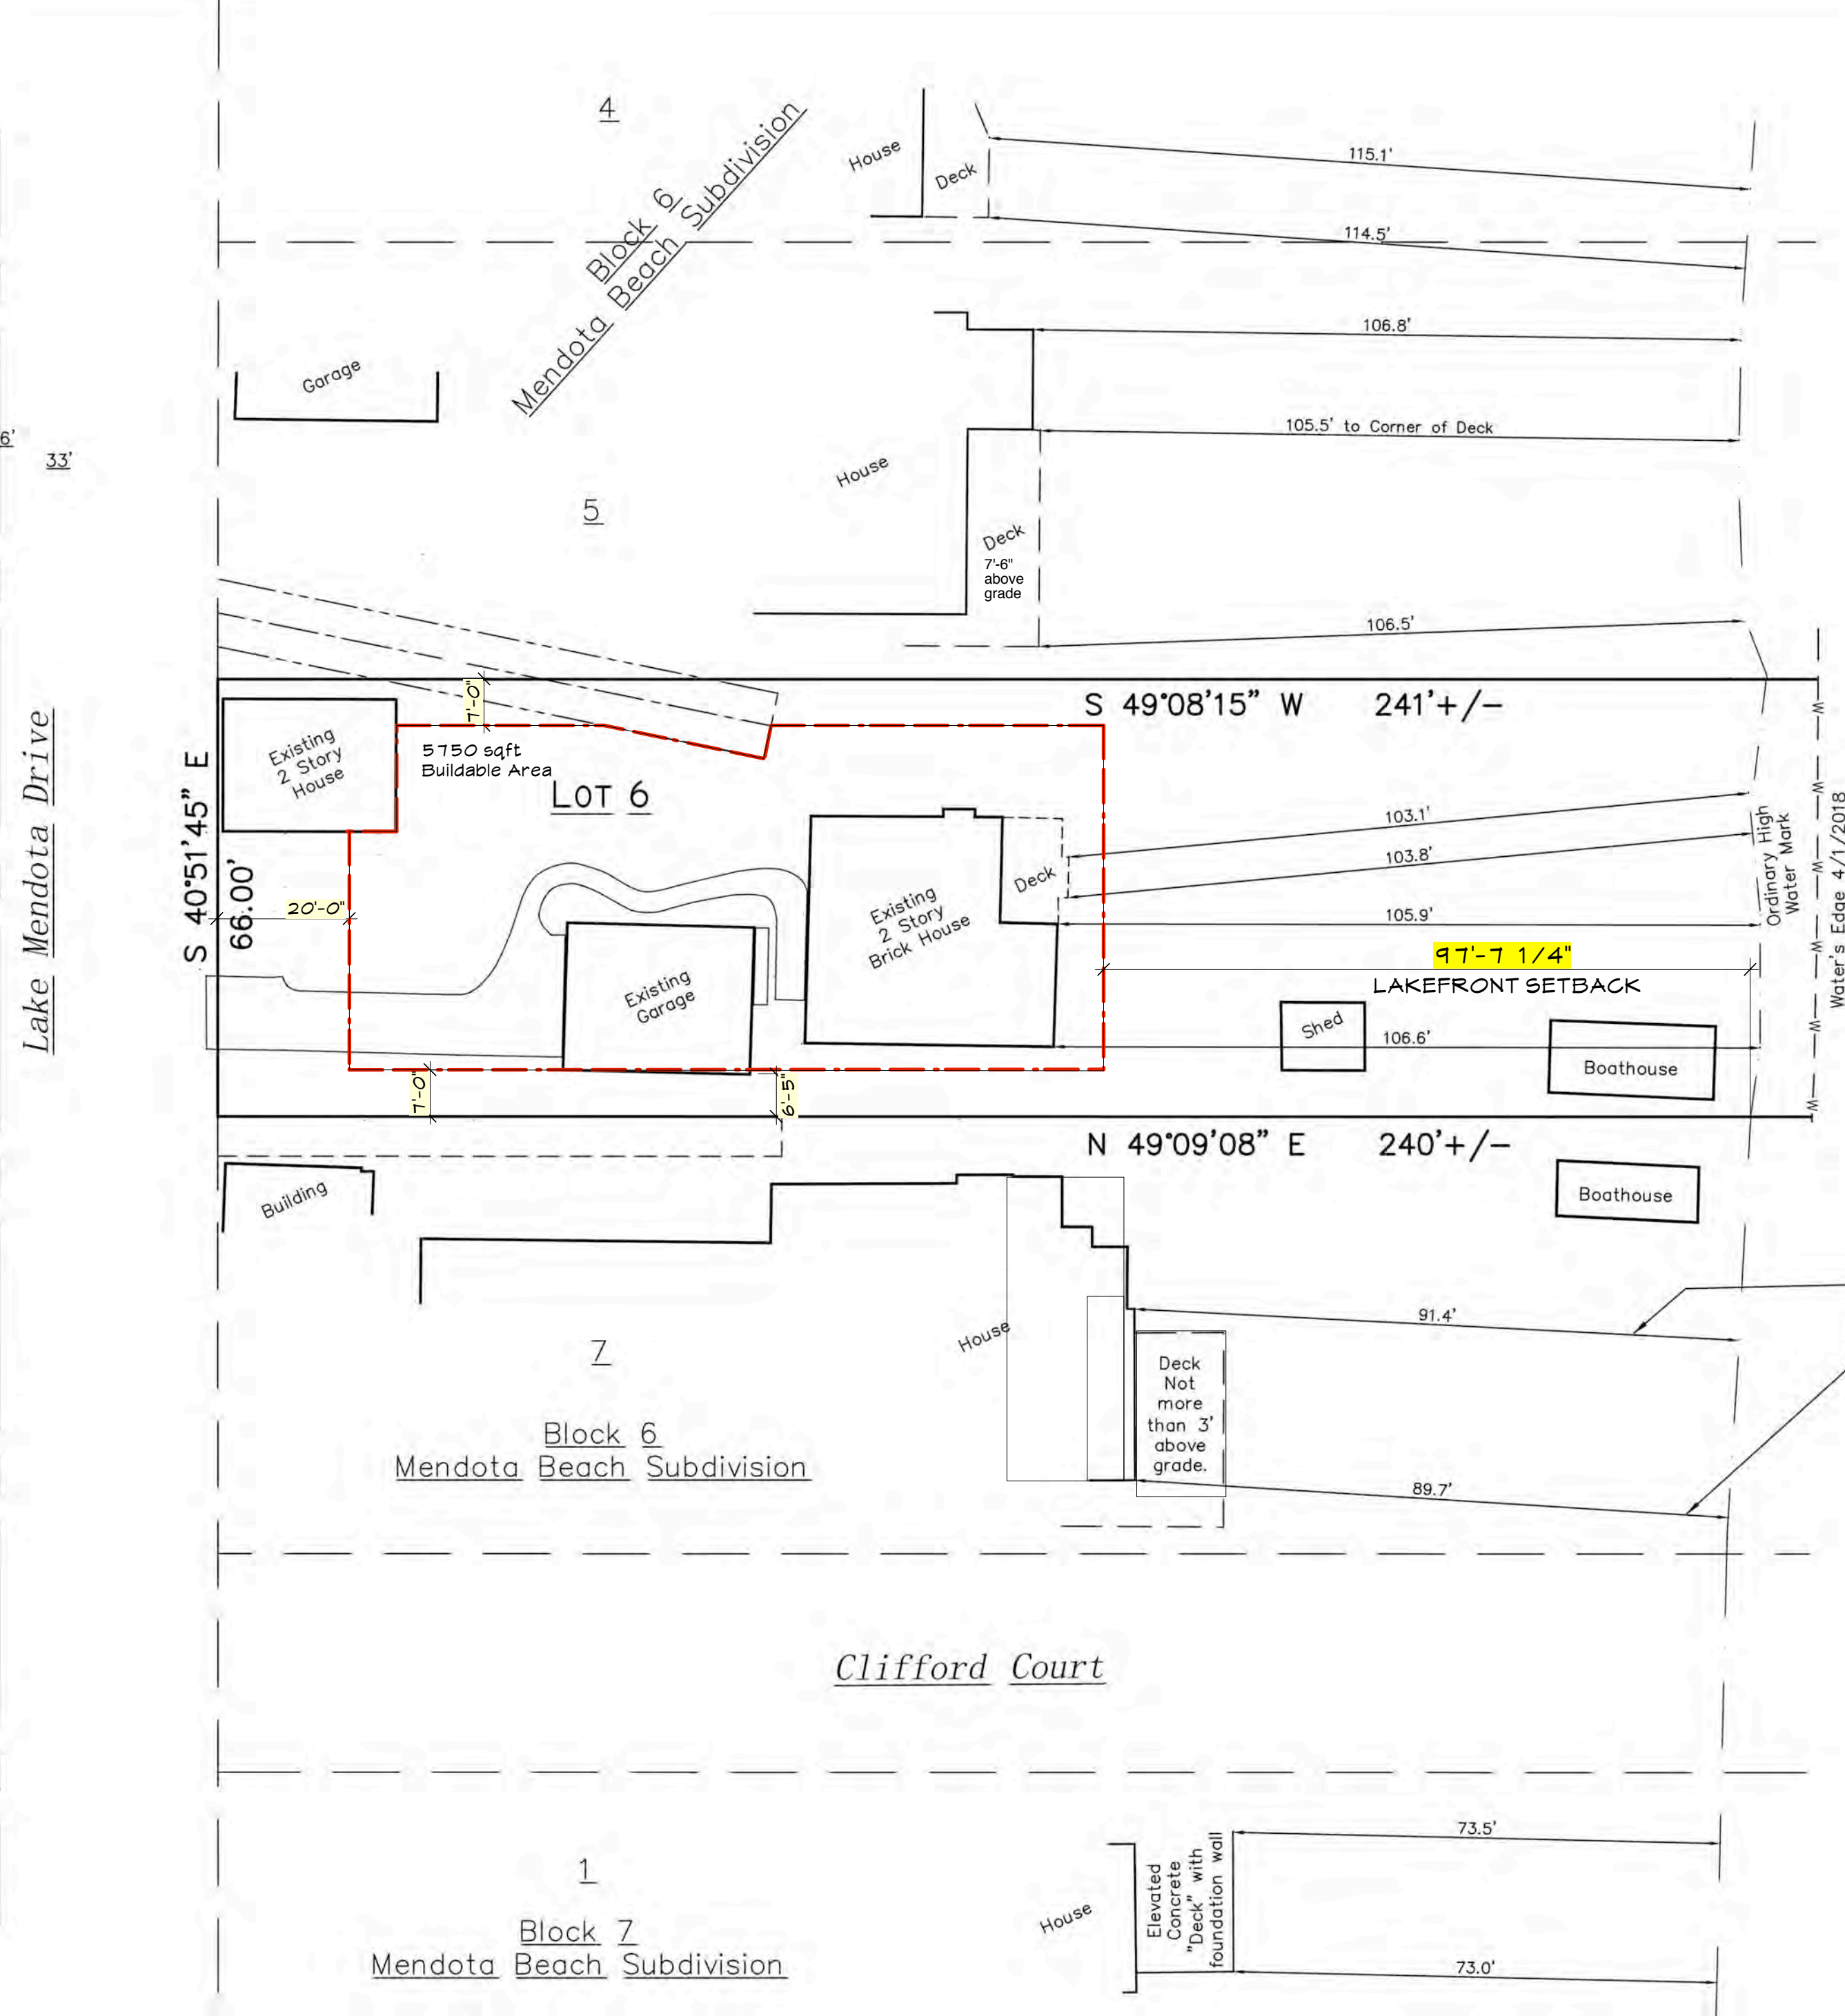 4
Block 6
Mendota Beach Subdivision
House
Deck
115.1'
114.5'
Garage
106.8'
105.5' to Corner of Deck
6'
33'
House
5
Deck
7'-6"
above
grade
106.5'
S 49°08'15" W 241'+/-
7'-0"
Existing
2 Story
House
5750 sqft
Buildable Area
LOT 6
Lake Mendota Drive
S 40°51'45" E
66.00'
20'-0"
Existing
2 Story
Brick House
Deck
Existing
Garage
103.1'
103.8'
105.9'
Ordinary High
Water Mark
Water's Edge 4/1/2018
W
W
W
W
W
W
W
W
97'-7 1/4"
LAKEFRONT SETBACK
Shed
106.6'
Boathouse
7'-0"
6'-5"
N 49°09'08" E 240'+/-
Building
Boathouse
House
91.4'
7
Deck
Not
more
than 3'
above
grade.
Block 6
Mendota Beach Subdivision
89.7'
Clifford Court
73.5'
1
House
Elevated
Concrete
"Deck" with
foundation wall
Block 7
Mendota Beach Subdivision
73.0'